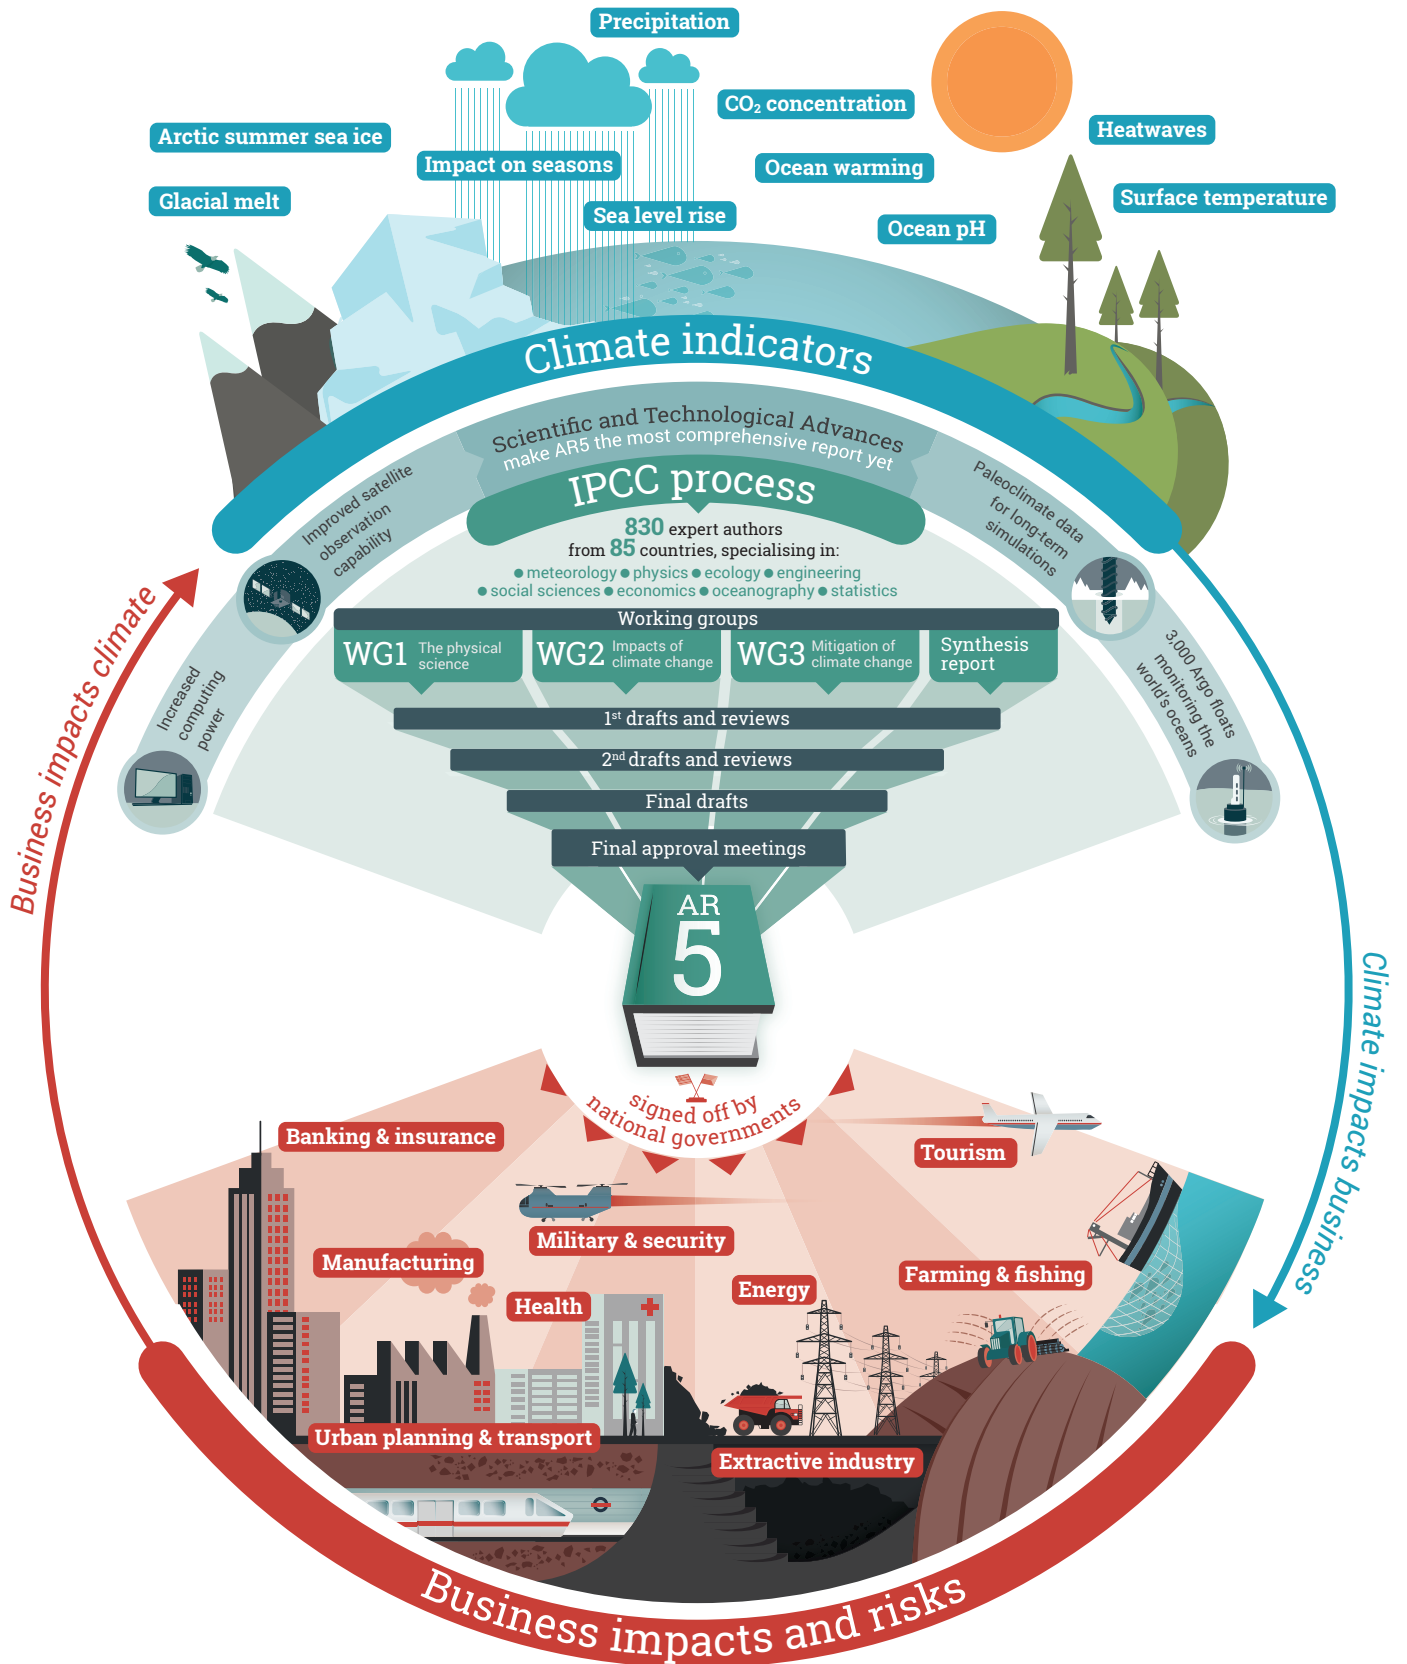 Precipitation
CO₂ concentration
Heatwaves
Arctic summer sea ice
Impact on seasons
Ocean warming
Glacial melt
Surface temperature
Sea level rise
Ocean pH
Climate indicators
Scientific and Technological Advances
make AR5 the most comprehensive report yet
IPCC process
Improved satellite
observation
capability
Paleoclimate data
for long-term
simulations
830 expert authors
from 85 countries, specialising in:
● meteorology ● physics ● ecology ● engineering
● social sciences ● economics ● oceanography ● statistics
Working groups
WG1 The physical
science
WG2 Impacts of
climate change
WG3 Mitigation of
climate change
Synthesis
report
Increased
computing
power
3,000 Argo floats
monitoring the
world's oceans
1st drafts and reviews
2nd drafts and reviews
Final drafts
Final approval meetings
AR
5
Business impacts climate
Climate impacts business
signed off by
national governments
Banking & insurance
Tourism
Military & security
Manufacturing
Farming & fishing
Energy
Health
Urban planning & transport
Extractive industry
Business impacts and risks